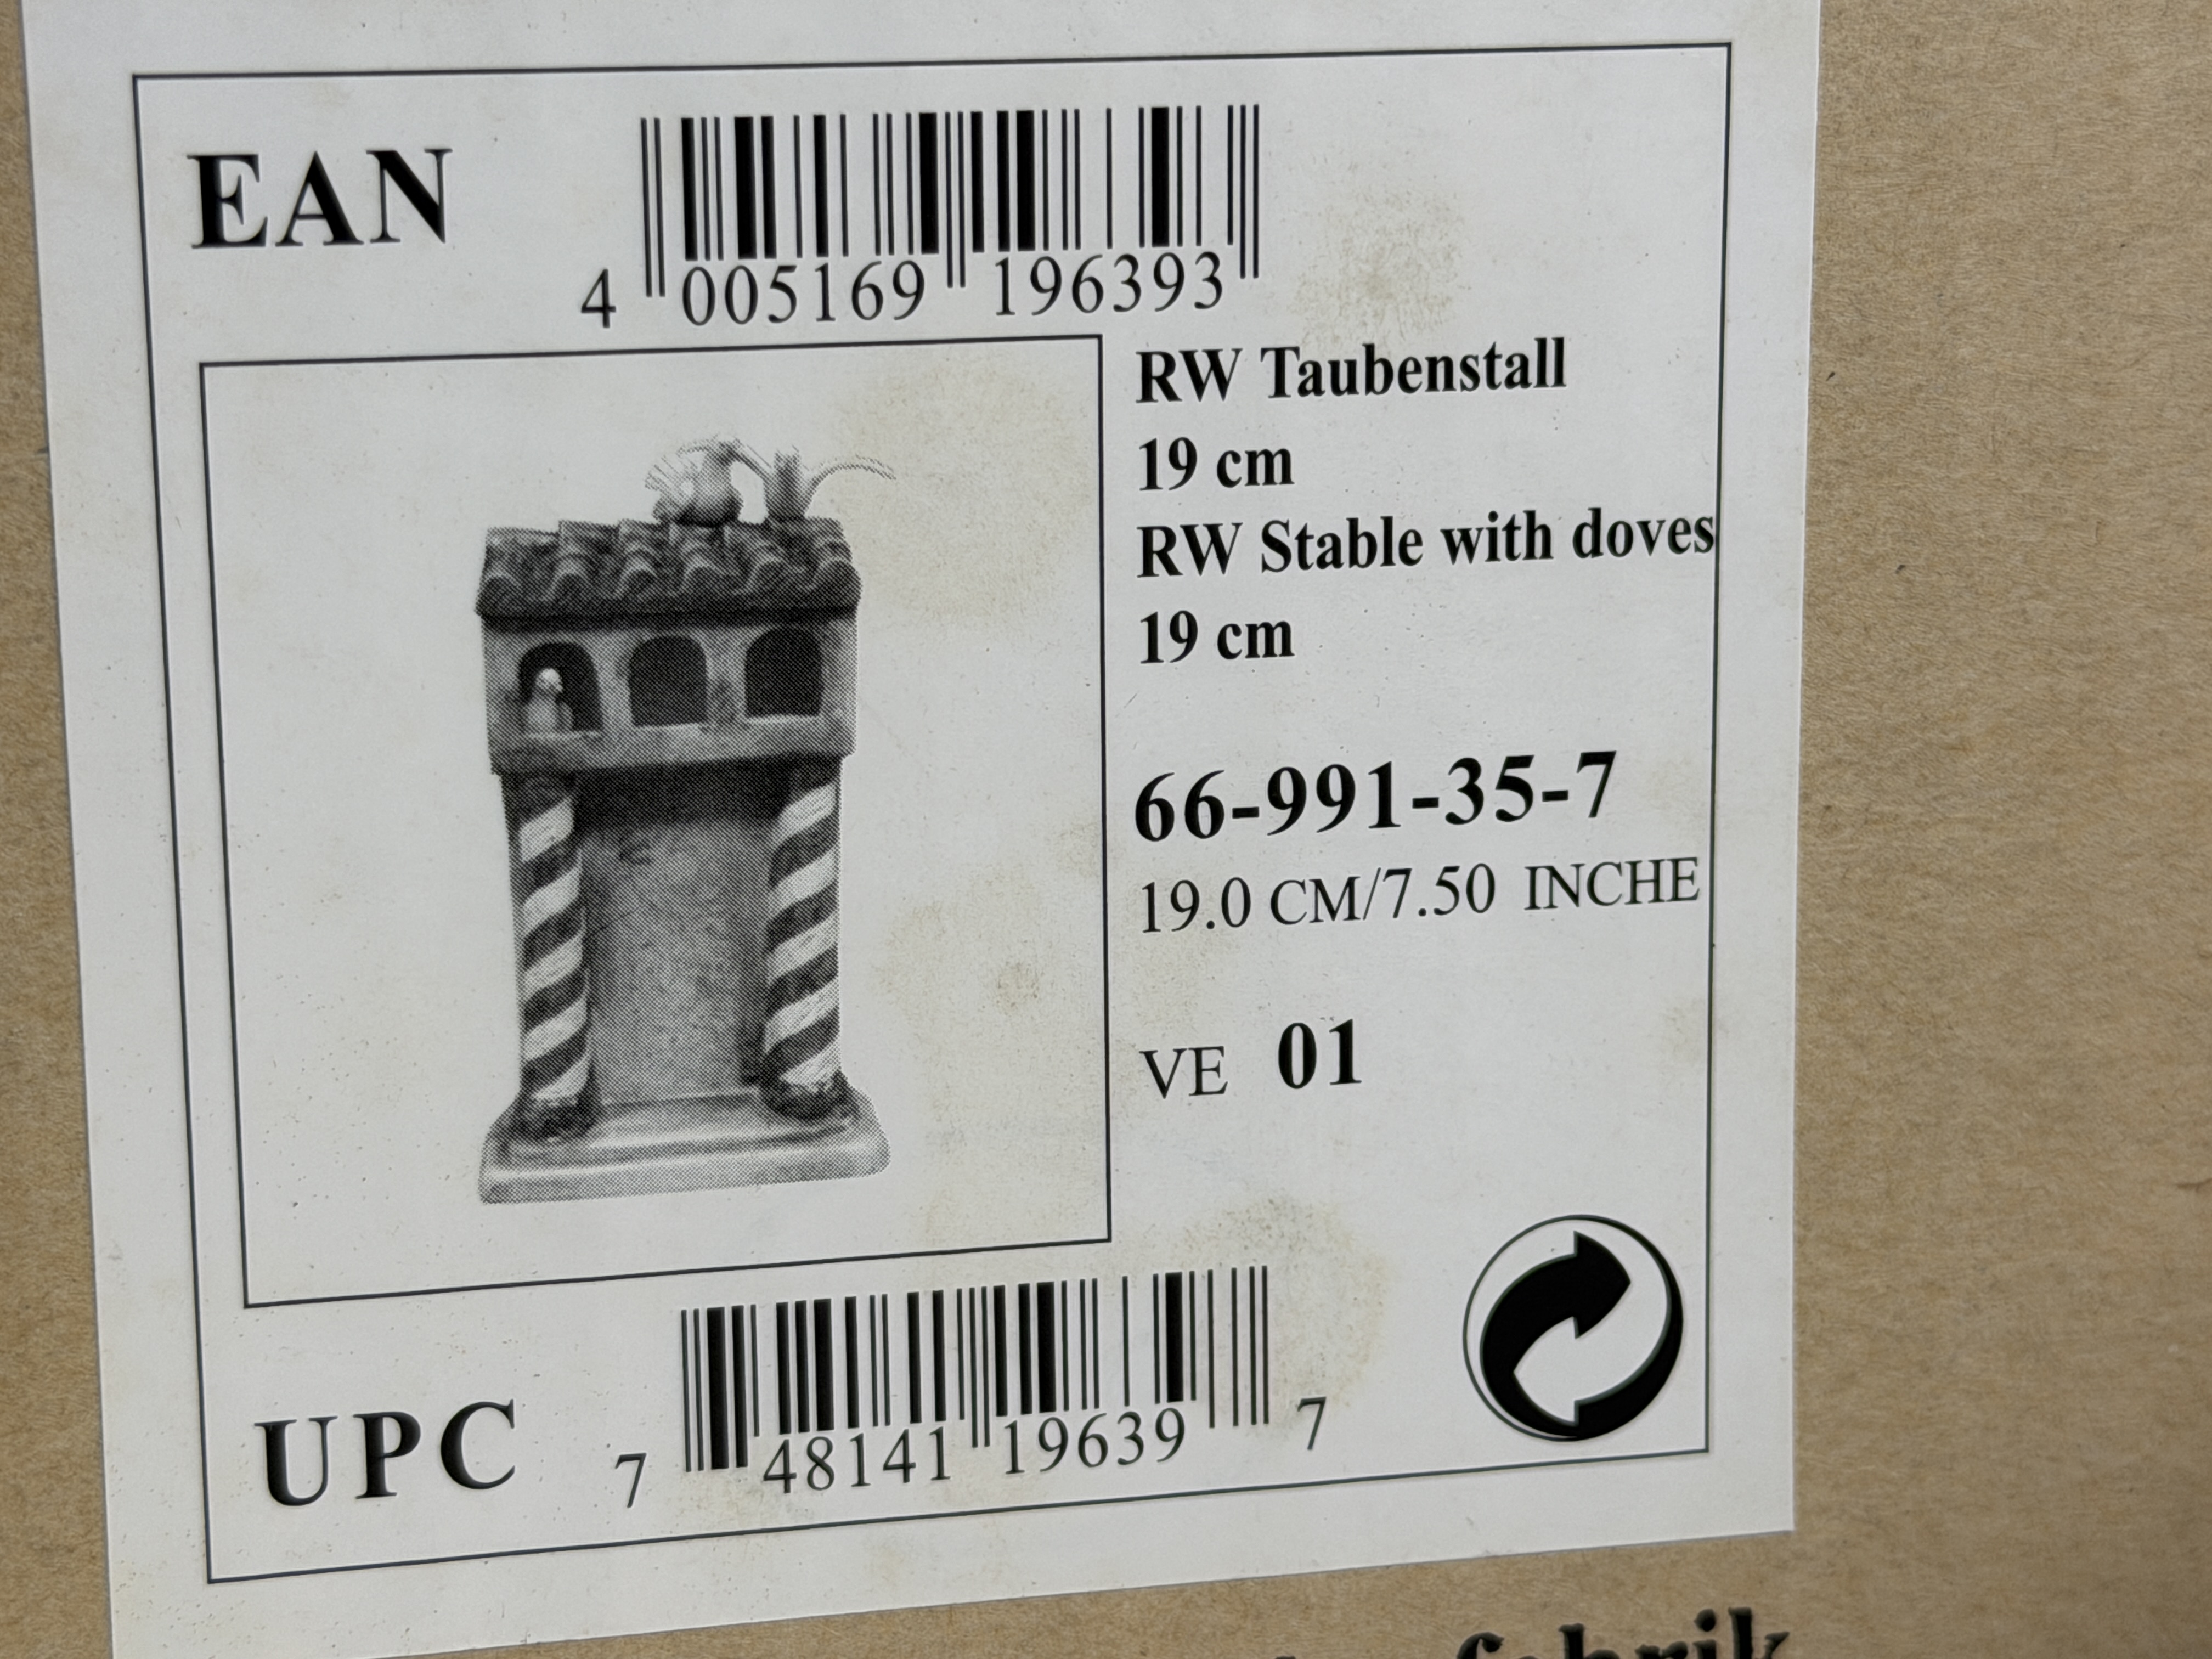 EAN
4 005169 196393
RW Taubenstall
19 cm
RW Stable with doves
19 cm
66-991-35-7
19.0 CM/7.50 INCHE
VE 01
UPC
7 48141 19639 7